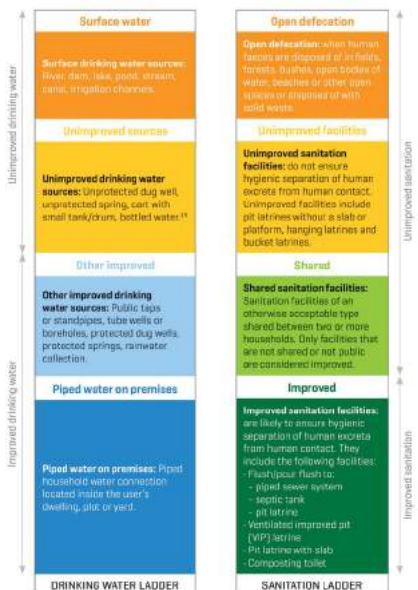 Surface water
Surface drinking water sources:
River, dam, lake, pond, stream,
canal, irrigation channels.
Unimproved sources
Unimproved drinking water
sources: Unprotected dug well,
unprotected spring, cart with
small tank/drum, bottled water.
Other improved
Other improved drinking
water sources: Public taps
or standpipes, tube wells or
boreholes, protected dug wells,
protected springs, rainwater
collection.
Piped water on premises
Piped water on premises: Piped
household water connection
located inside the user's
dwelling, plot or yard.
DRINKING WATER LADDER
Unimproved drinking water
Improved drinking water
Open defecation
Open defecation: when human
faeces are disposed of in fields,
forests, bushes, open bodies of
water, beaches or other open
spaces or disposed of with
solid waste.
Unimproved facilities
Unimproved sanitation
facilities: do not ensure
hygienic separation of human
excreta from human contact.
Unimproved facilities include
pit latrines without a slab or
platform, hanging latrines and
bucket latrines.
Shared
Shared sanitation facilities:
Sanitation facilities of an
otherwise acceptable type
shared between two or more
households. Only facilities that
are not shared or not public
are considered improved.
Improved
Improved sanitation facilities:
are likely to ensure hygienic
separation of human excreta
from human contact. They
include the following facilities:
- Flush/pour flush to:
- piped sewer system
- septic tank
- pit latrine
- Ventilated improved pit
(VIP) latrine
- Pit latrine with slab
- Composting toilet
SANITATION LADDER
Unimproved sanitation
Improved sanitation